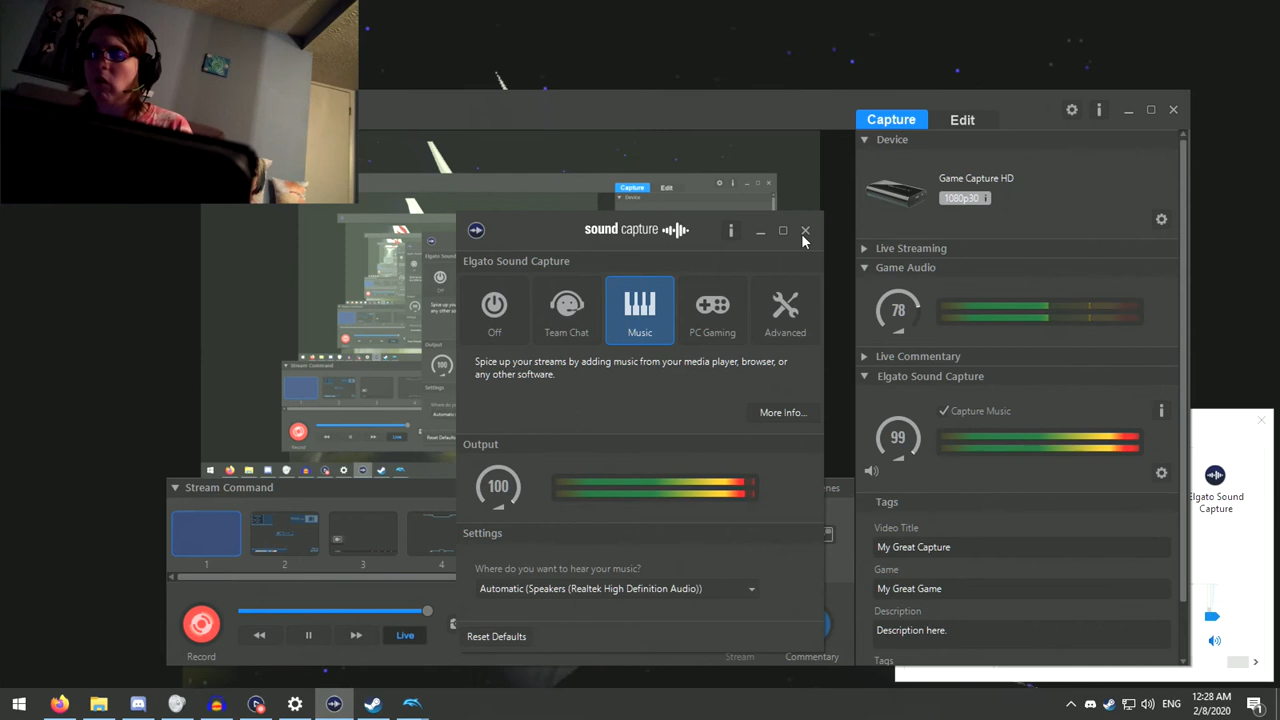 Capture Edit
Device
Game Capture HD
1080p30 i
Live Streaming
Game Audio
78
Live Commentary
Elgato Sound Capture
Capture Music
99
Tags
Video Title
My Great Capture
Game
My Great Game
Description
Description here.
Tags
sound capture
Elgato Sound Capture
Off
Team Chat
Music
PC Gaming
Advanced
Spice up your streams by adding music from your media player, browser, or
any other software.
More Info...
Output
100
Settings
Where do you want to hear your music?
Automatic (Speakers (Realtek High Definition Audio))
Reset Defaults
Stream Command
1 2 3 4
Live
Record
Stream
Commentary
Elgato Sound
Capture
ENG
12:28 AM
2/8/2020